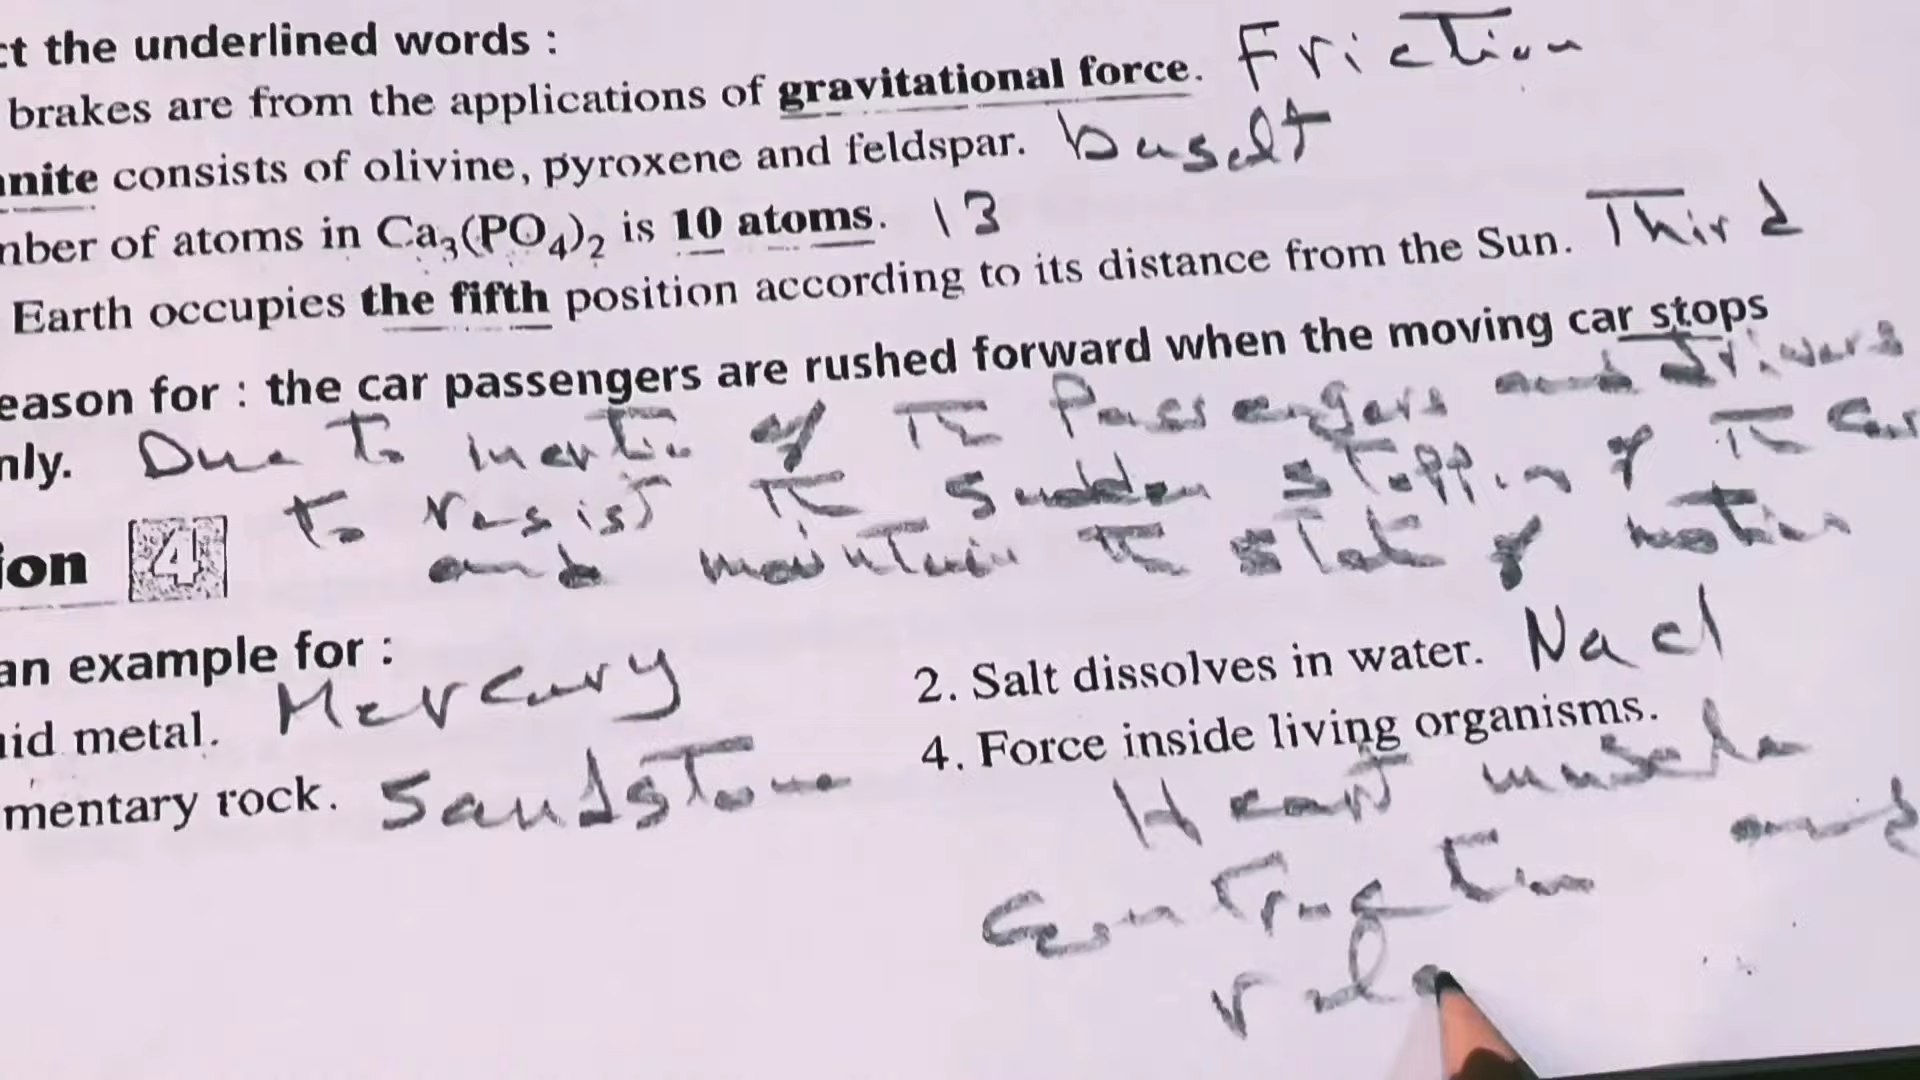 ct the underlined words :
brakes are from the applications of gravitational force. Friction
nite consists of olivine, pyroxene and feldspar. basalt
nber of atoms in Ca₃(PO₄)₂ is 10 atoms. 13
Earth occupies the fifth position according to its distance from the Sun. Third
eason for : the car passengers are rushed forward when the moving car stops
nly. Due To inertia of The Passengers and drivers
To resist The Sudden stopping of The Car
ion 4
and maintain The state of motion
an example for :
uid metal. Mercury
2. Salt dissolves in water. Nacl
mentary rock. Sandstone
4. Force inside living organisms.
Heart muscle
Contraction and